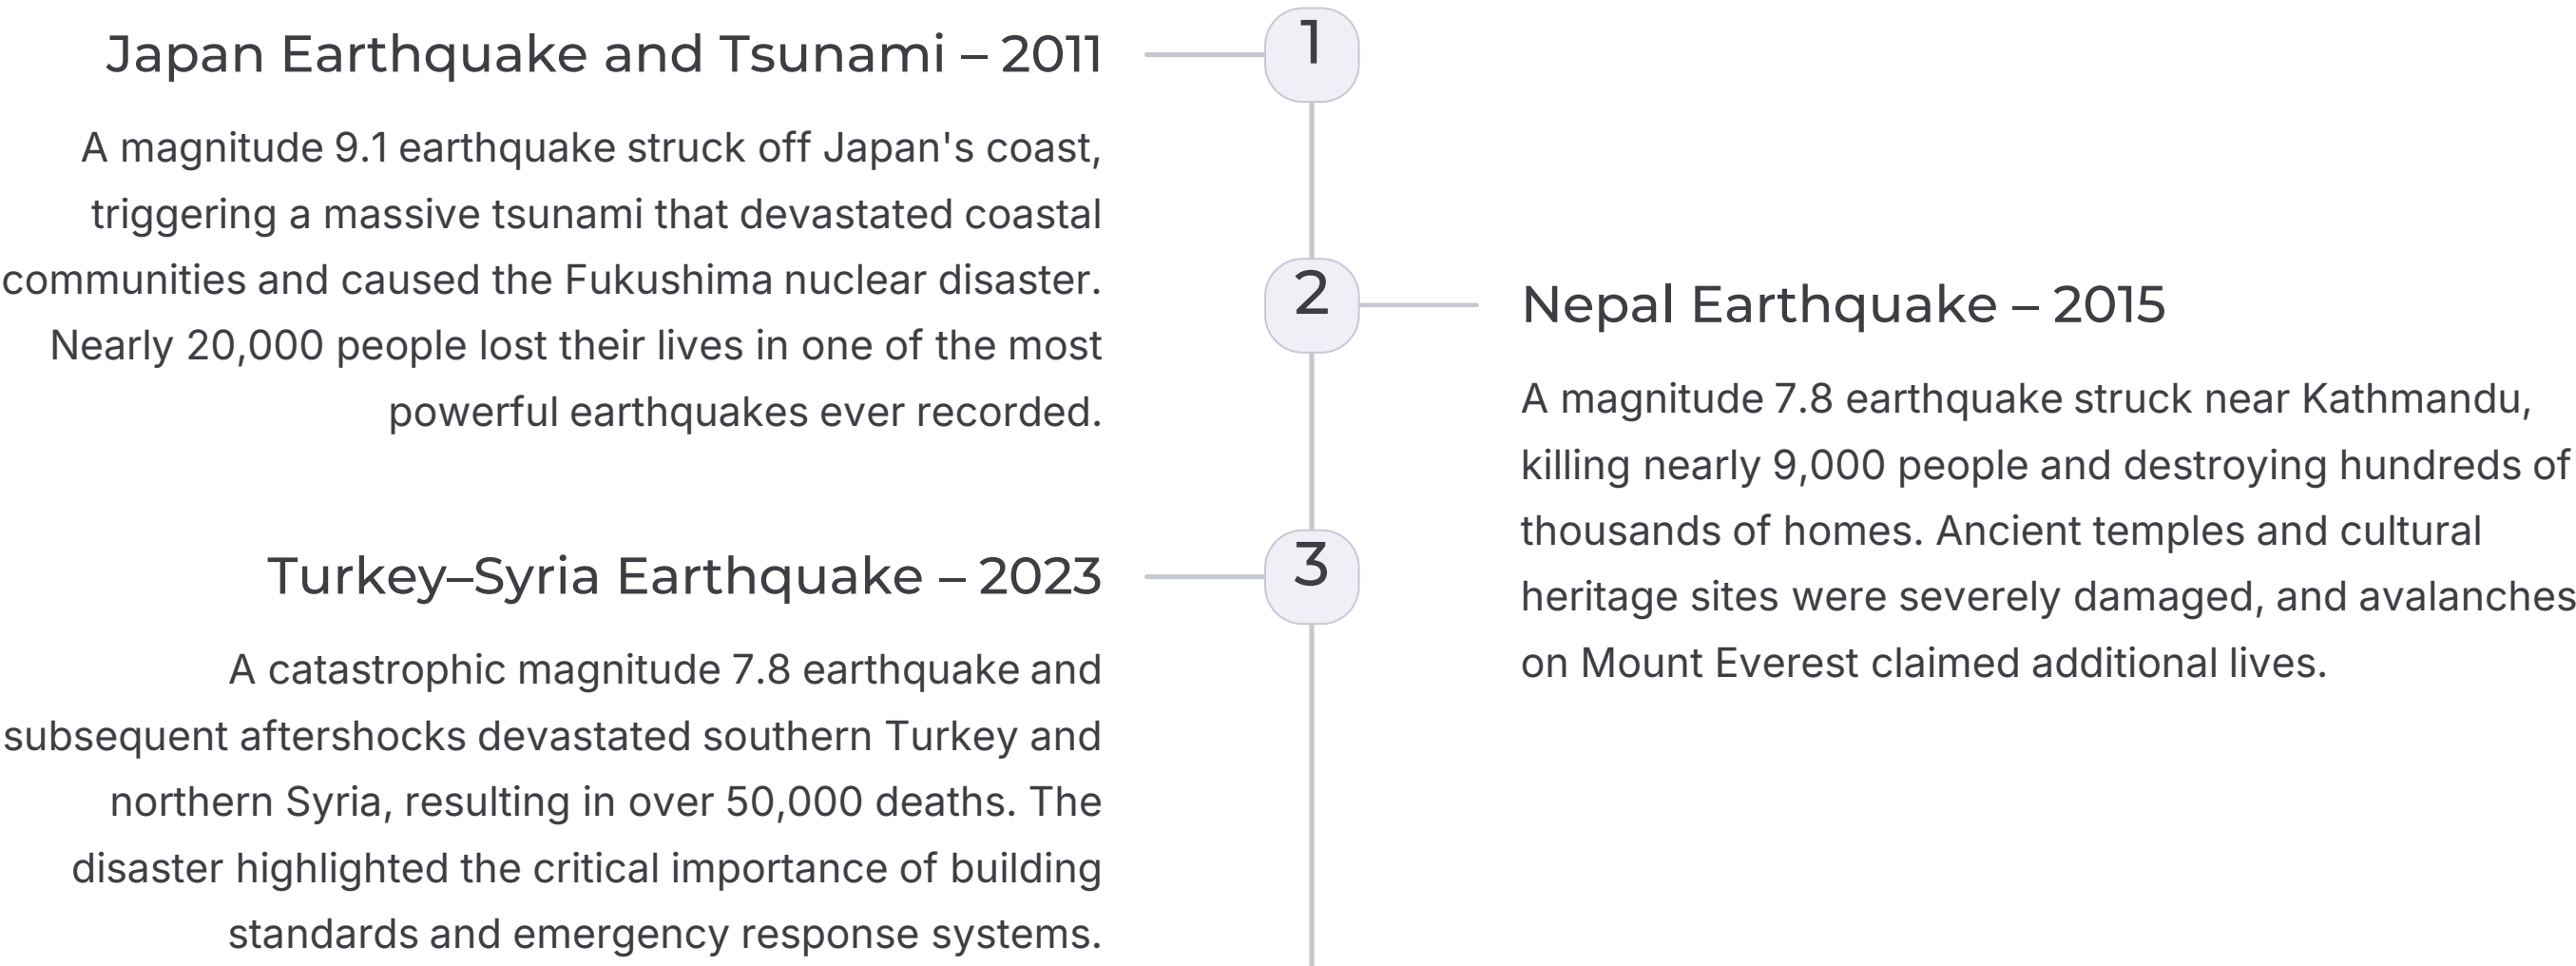 1
Japan Earthquake and Tsunami – 2011
A magnitude 9.1 earthquake struck off Japan's coast,
triggering a massive tsunami that devastated coastal
communities and caused the Fukushima nuclear disaster.
Nearly 20,000 people lost their lives in one of the most
powerful earthquakes ever recorded.
2
Nepal Earthquake – 2015
A magnitude 7.8 earthquake struck near Kathmandu,
killing nearly 9,000 people and destroying hundreds of
thousands of homes. Ancient temples and cultural
heritage sites were severely damaged, and avalanches
on Mount Everest claimed additional lives.
3
Turkey–Syria Earthquake – 2023
A catastrophic magnitude 7.8 earthquake and
subsequent aftershocks devastated southern Turkey and
northern Syria, resulting in over 50,000 deaths. The
disaster highlighted the critical importance of building
standards and emergency response systems.